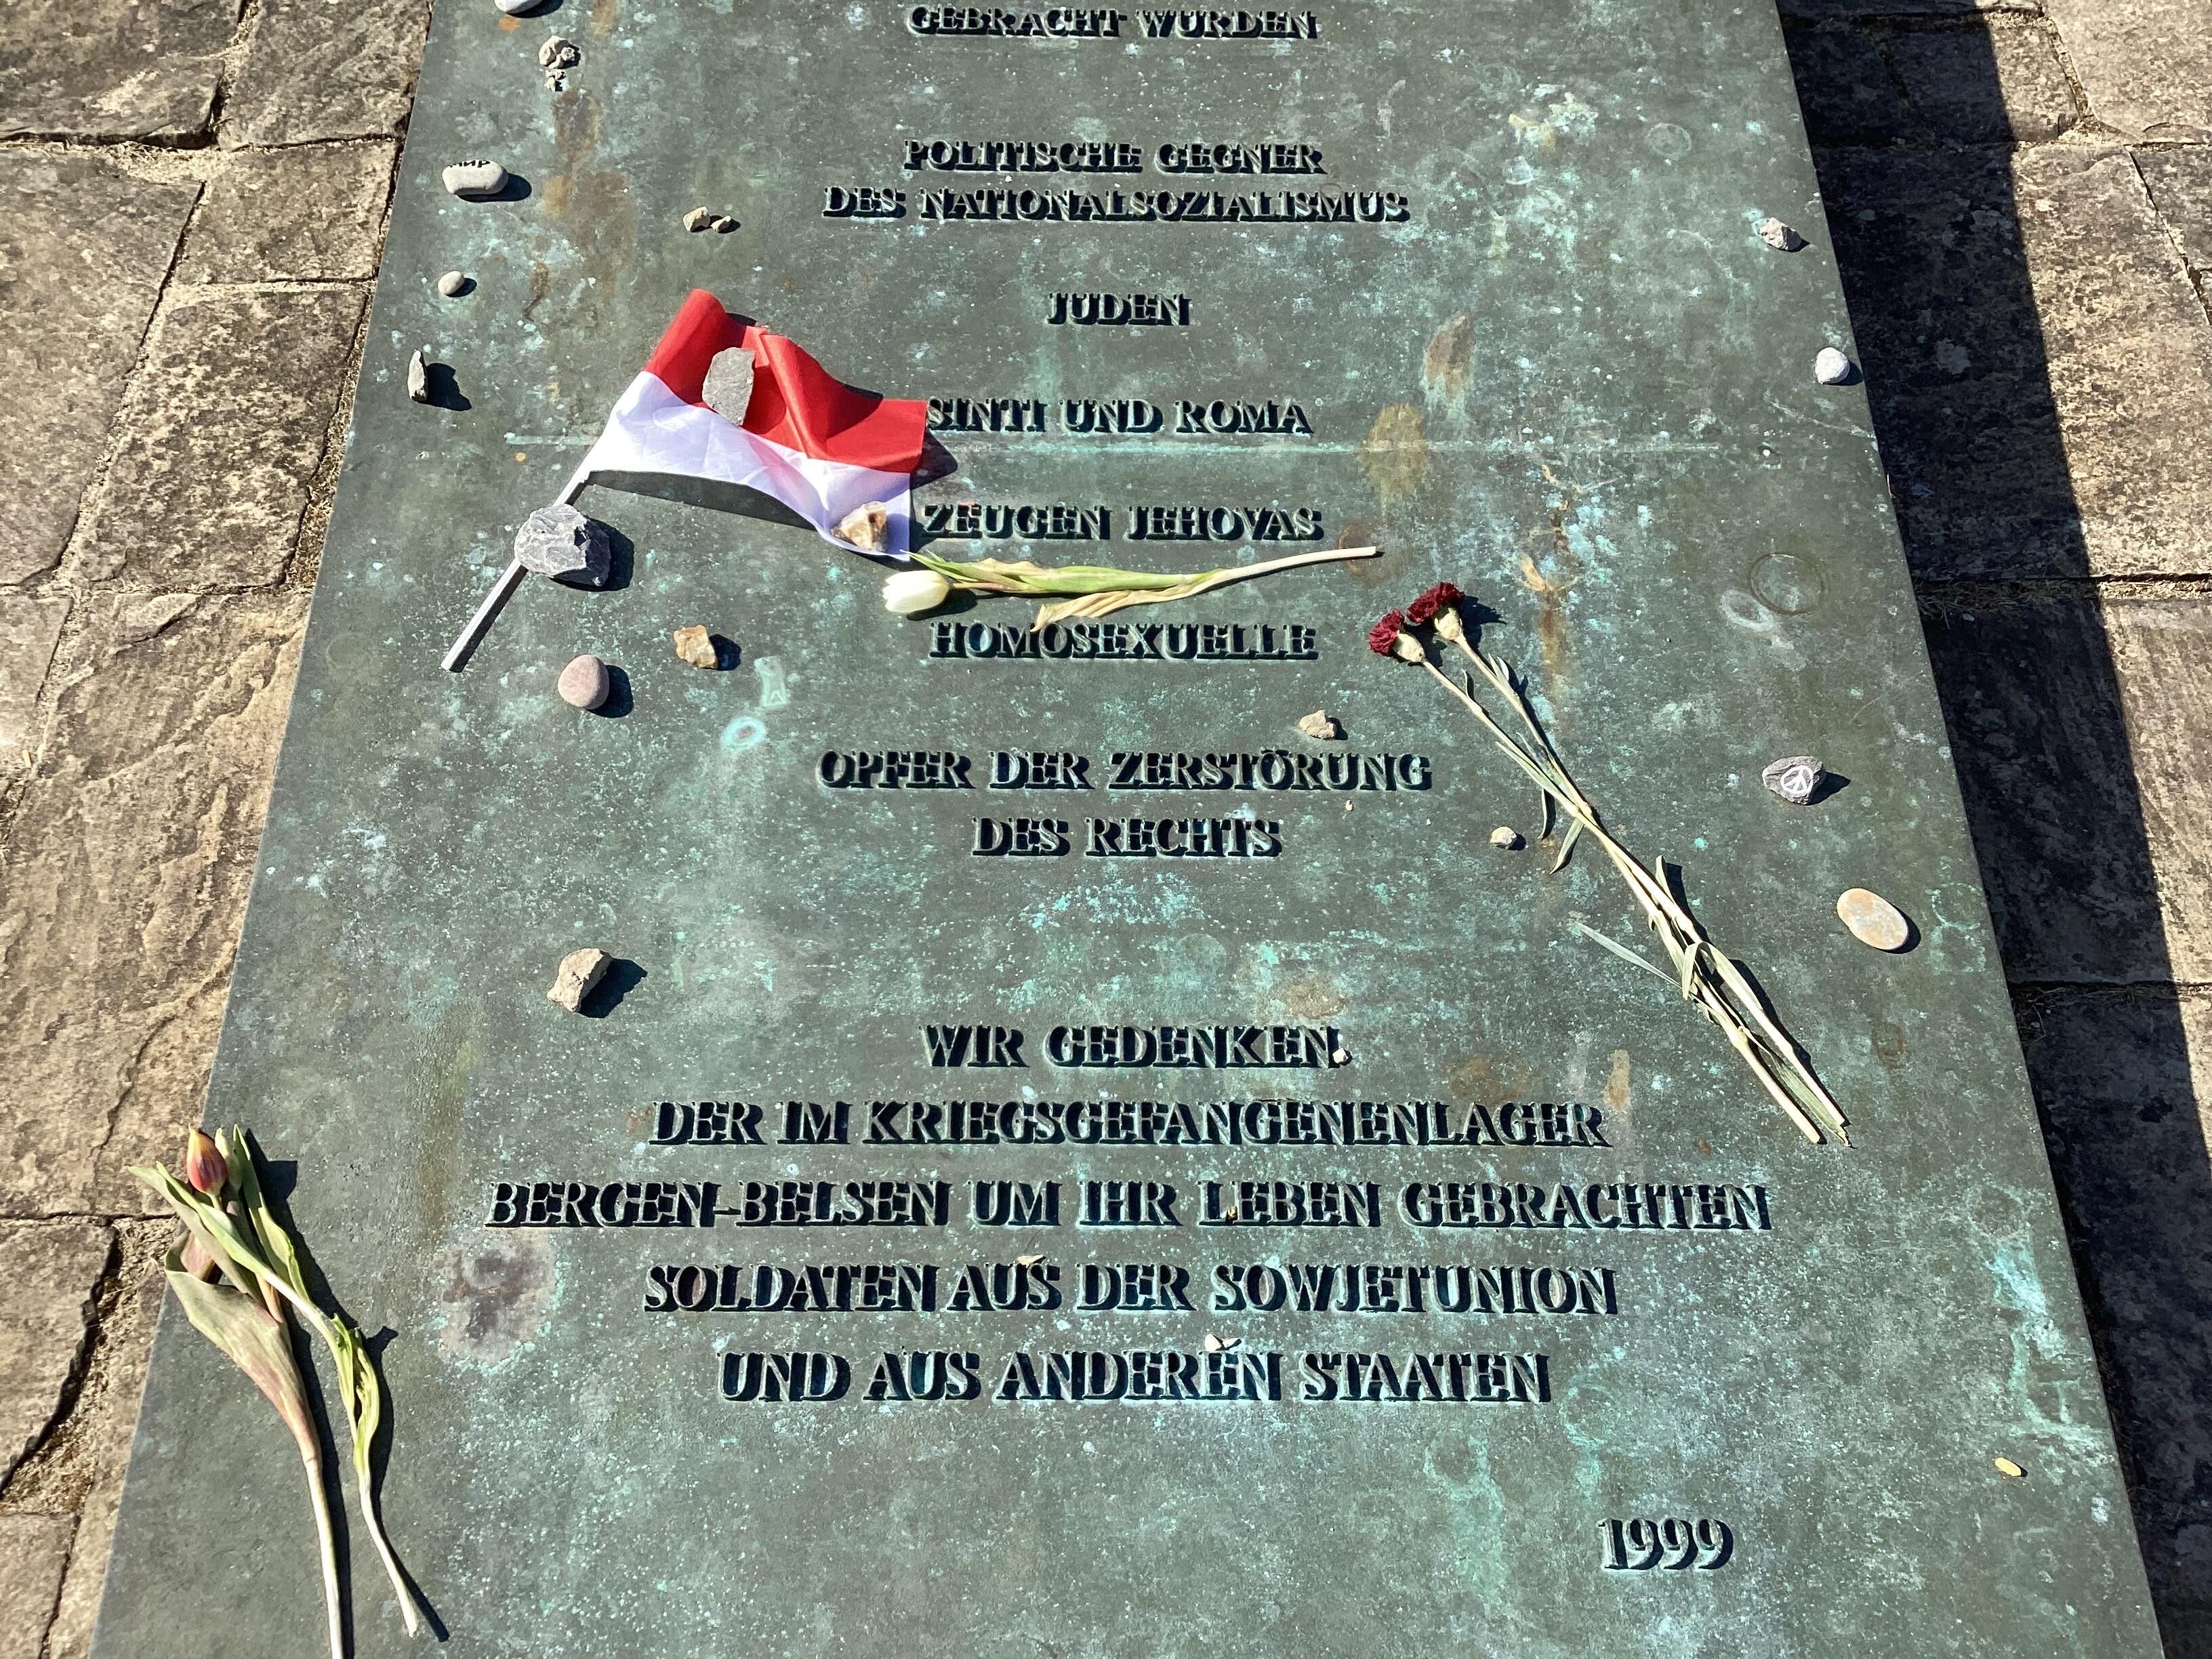 GEBRACHT WURDEN
POLITISCHE GEGNER
DES NATIONALSOZIALISMUS
JUDEN
SINTI UND ROMA
ZEUGEN JEHOVAS
HOMOSEXUELLE
OPFER DER ZERSTÖRUNG
DES RECHTS
WIR GEDENKEN
DER IM KRIEGSGEFANGENENLAGER
BERGEN-BELSEN UM IHR LEBEN GEBRACHTEN
SOLDATEN AUS DER SOWJETUNION
UND AUS ANDEREN STAATEN
1999